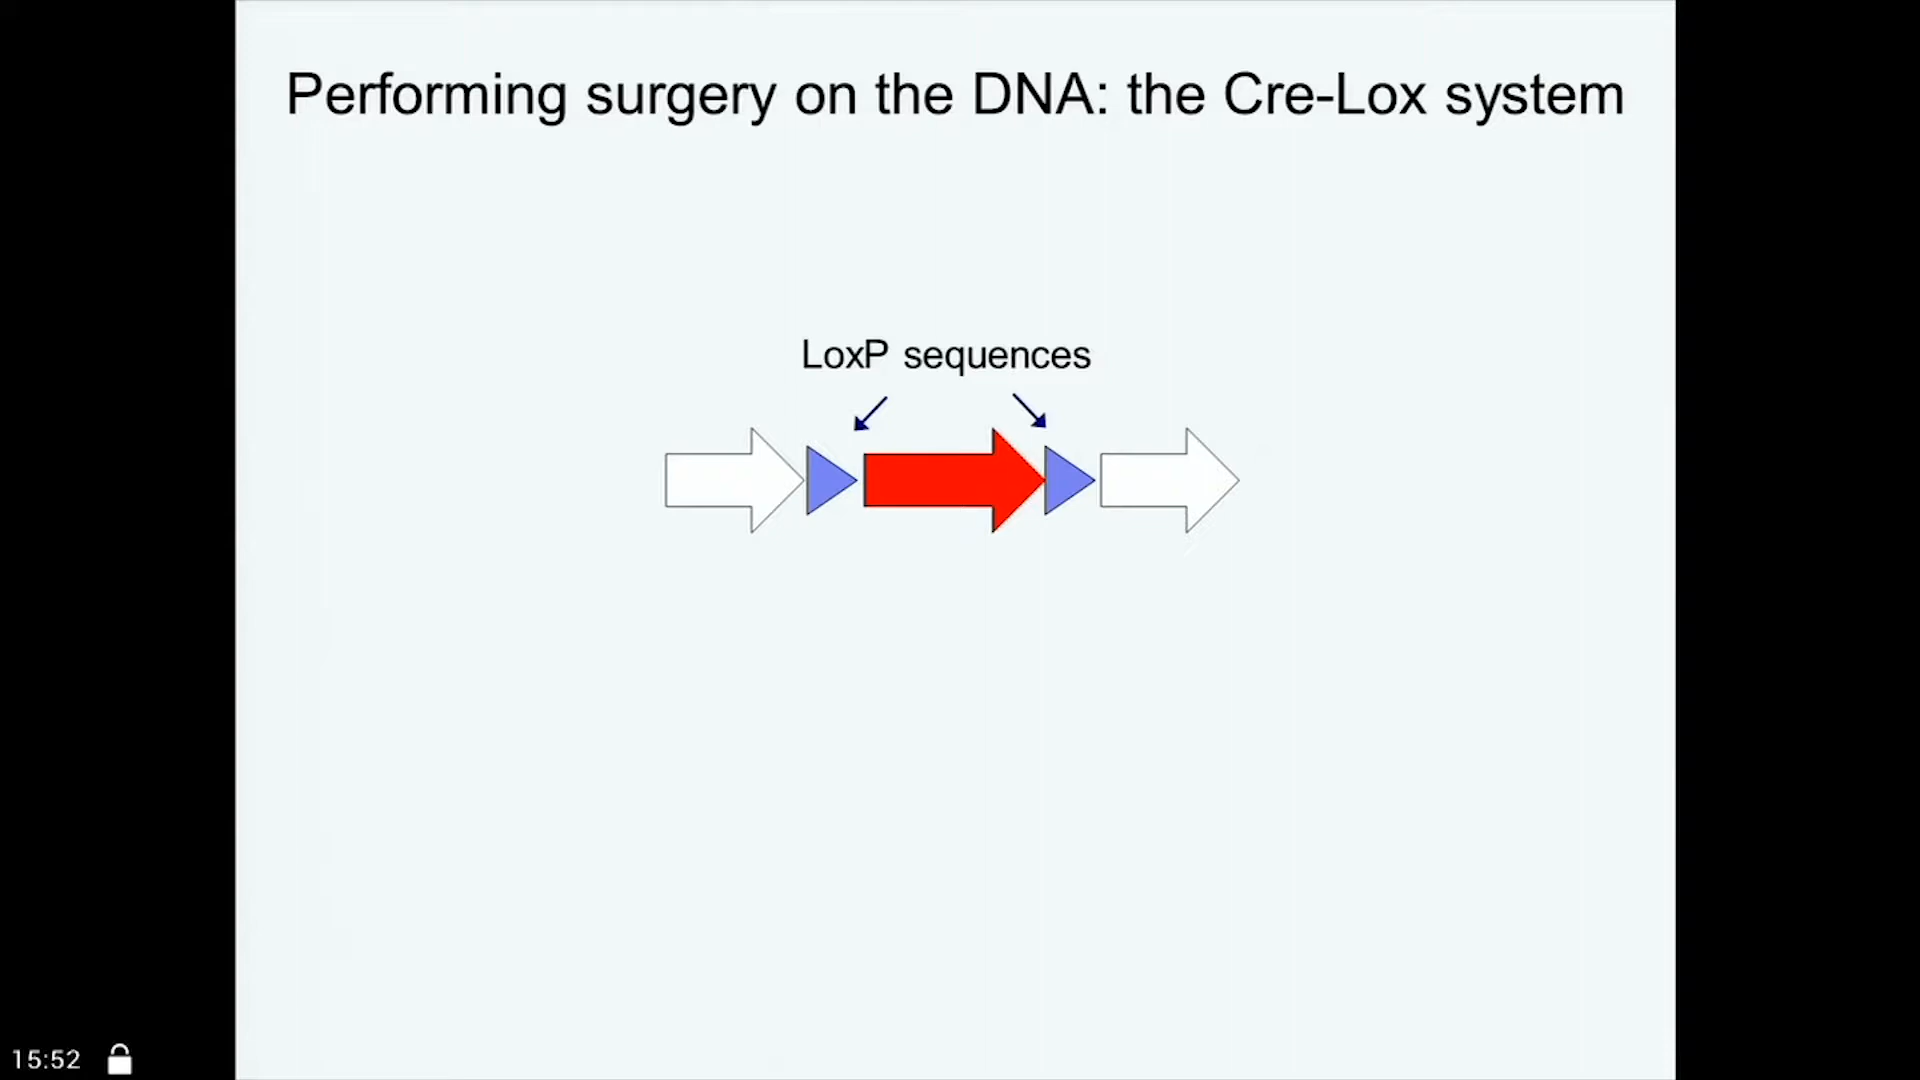 Performing surgery on the DNA: the Cre-Lox system
LoxP sequences
15:52